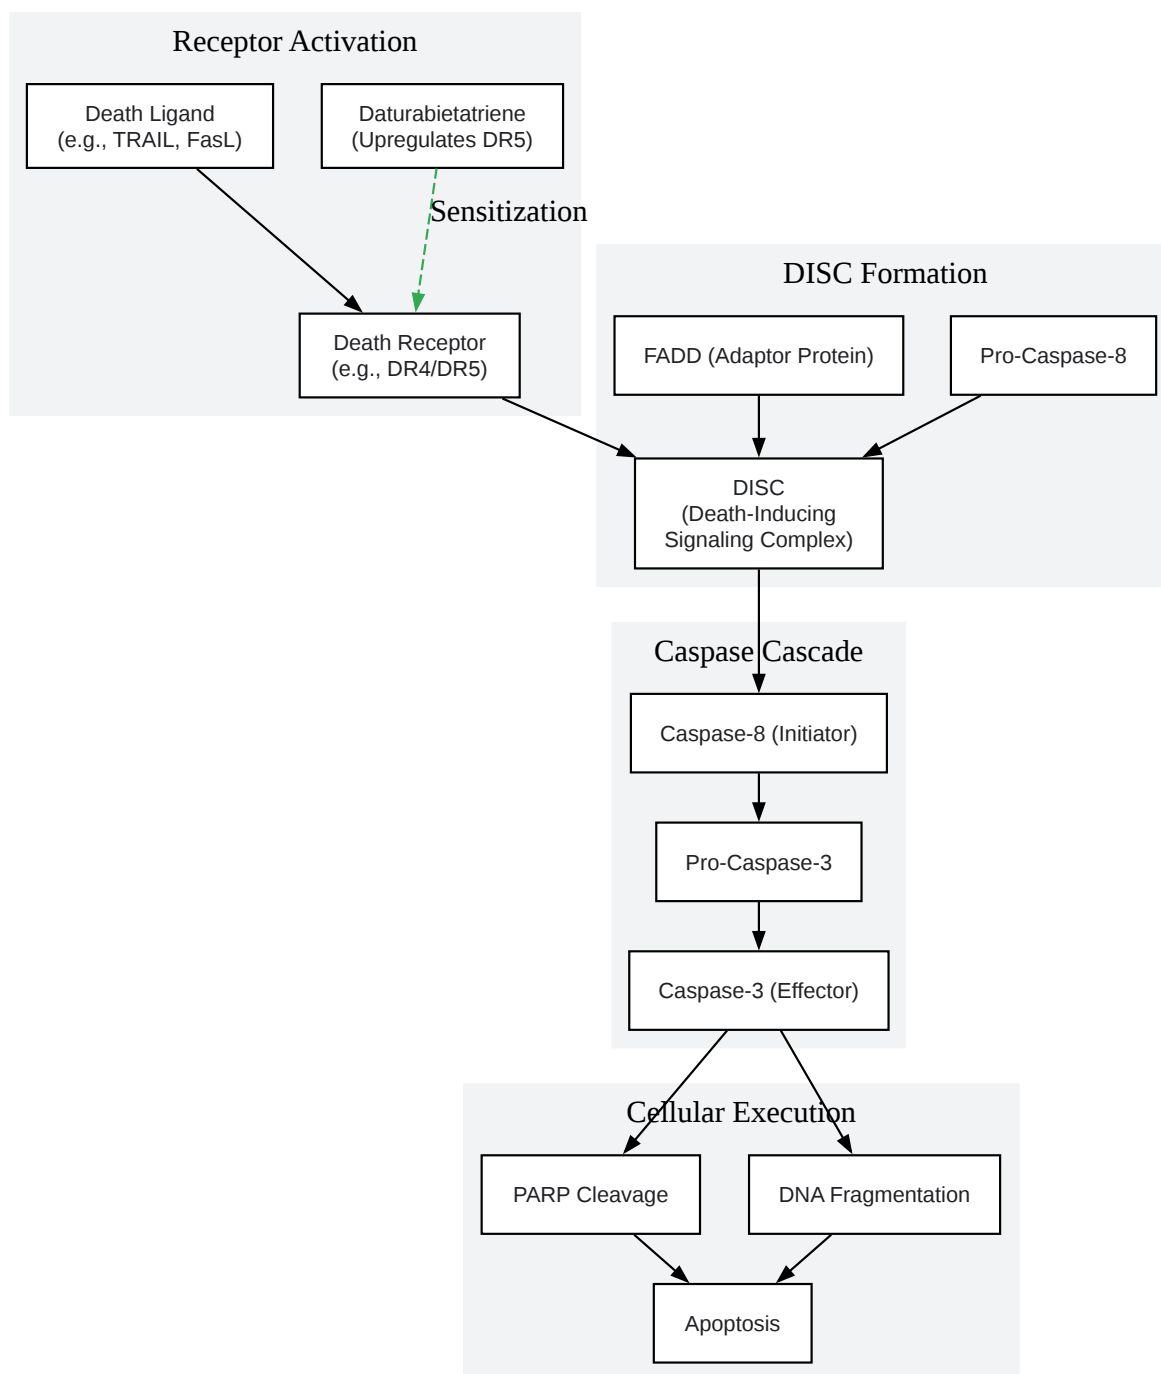 Receptor Activation
Death Ligand
(e.g., TRAIL, FasL)
Daturabietatriene
(Upregulates DR5)
Sensitization
Death Receptor
(e.g., DR4/DR5)
DISC Formation
FADD (Adaptor Protein)
Pro-Caspase-8
DISC
(Death-Inducing
Signaling Complex)
Caspase Cascade
Caspase-8 (Initiator)
Pro-Caspase-3
Caspase-3 (Effector)
Cellular Execution
PARP Cleavage
DNA Fragmentation
Apoptosis